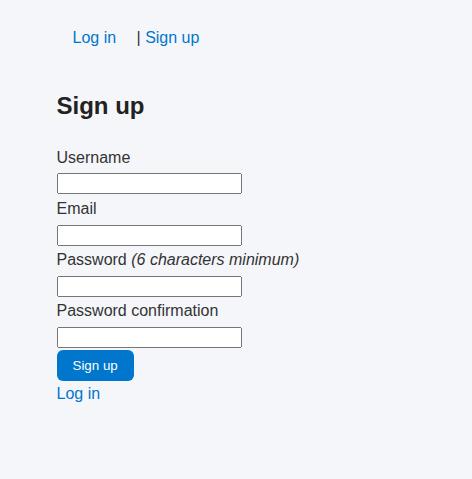 Log in | Sign up
Sign up
Username
Email
Password (6 characters minimum)
Password confirmation
Sign up
Log in